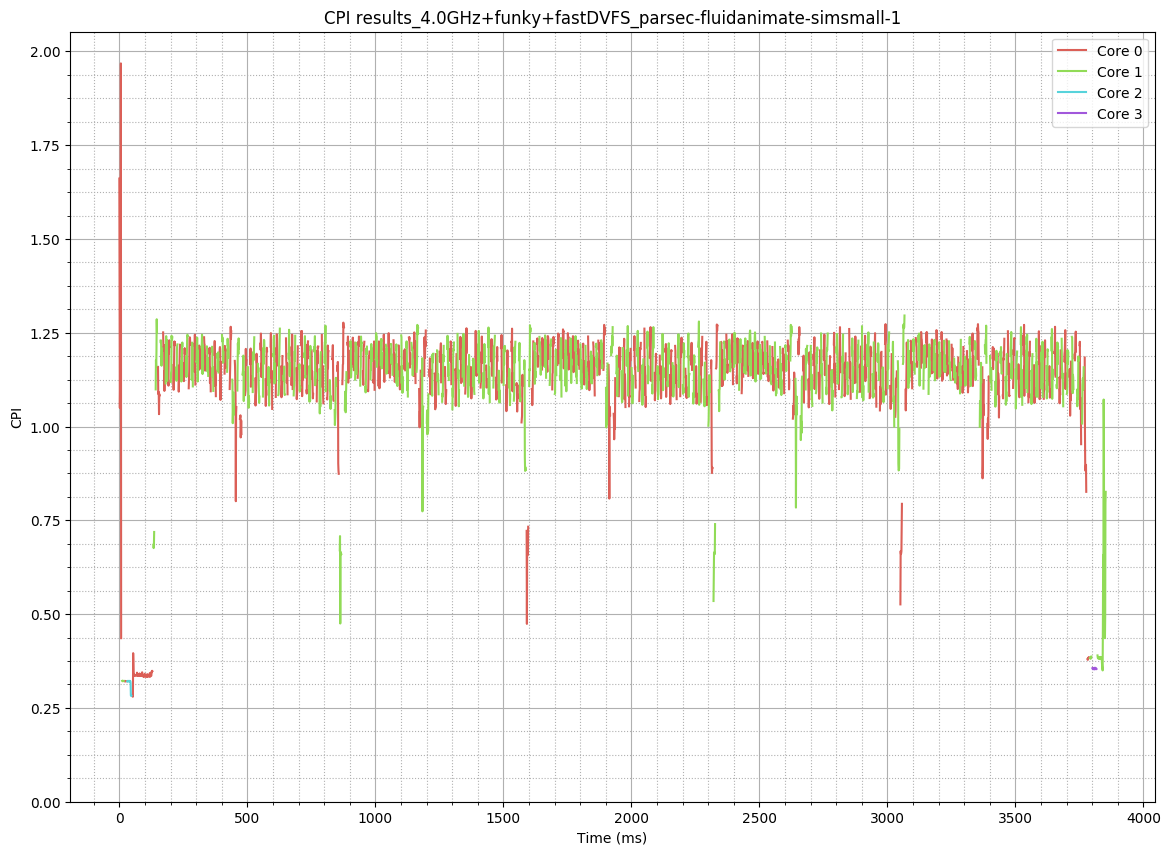 CPI results_4.0GHz+funky+fastDVFS_parsec-fluidanimate-simsmall-1
Core 0
Core 1
Core 2
Core 3
2.00
1.75
1.50
1.25
1.00
0.75
0.50
0.25
0.00
CPI
0
500
1000
1500
2000
2500
3000
3500
4000
Time (ms)